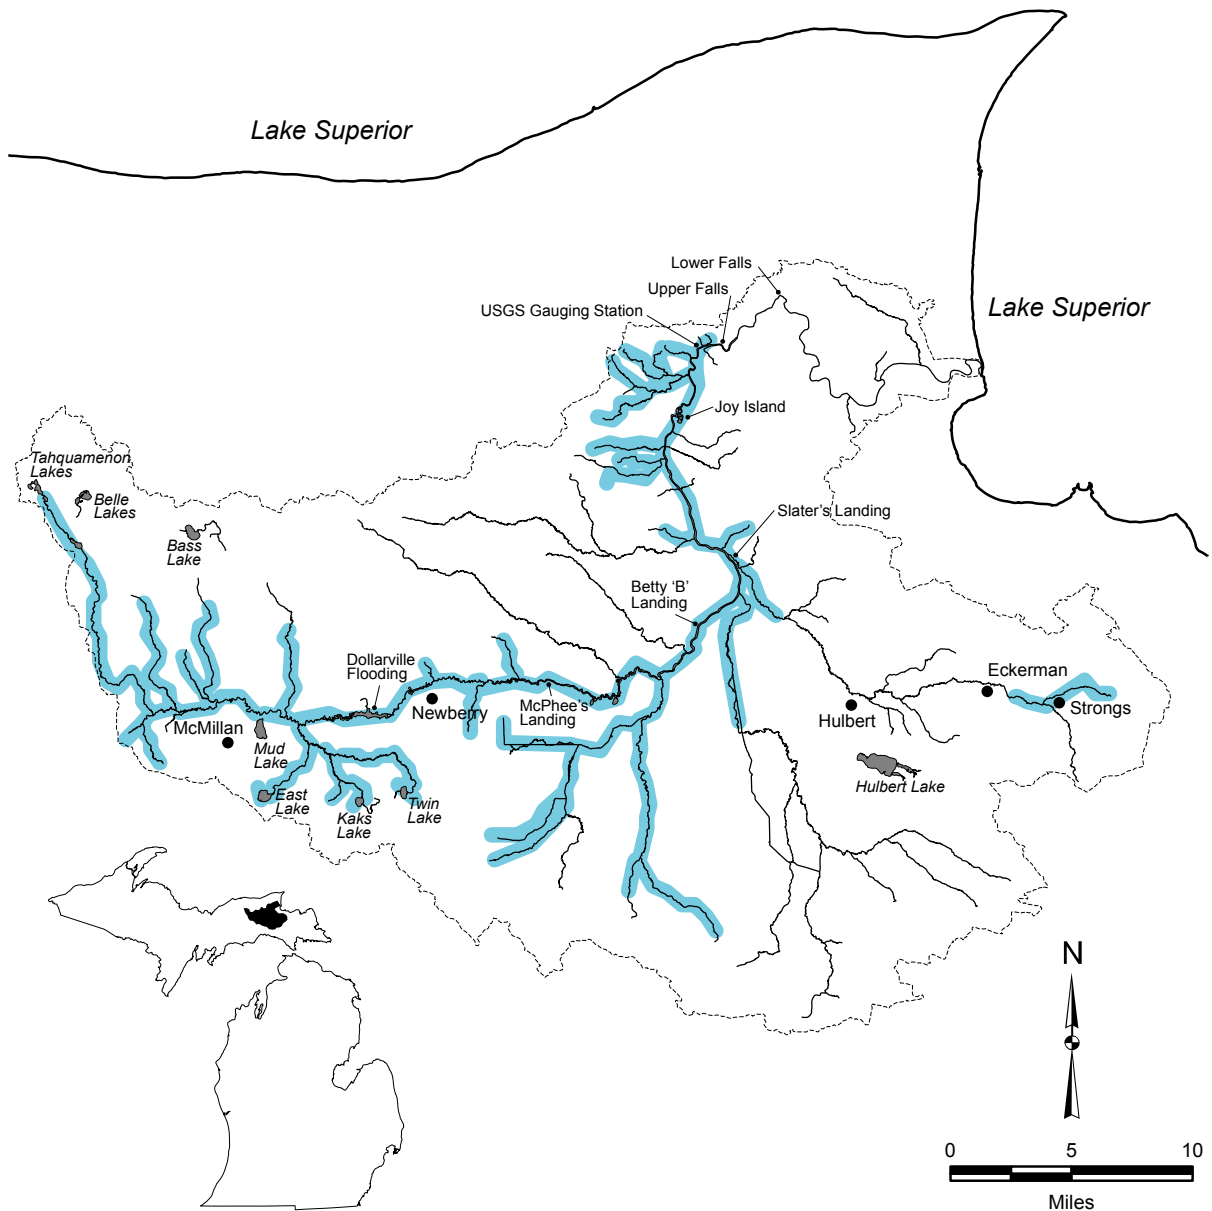 Lake Superior
Lower Falls
Upper Falls
USGS Gauging Station
Lake Superior
Joy Island
Tahquamenon
Lakes
Belle
Lakes
Bass
Lake
Slater's Landing
Betty 'B'
Landing
Dollarville
Flooding
Eckerman
Strongs
McPhee's
Landing
Newberry
Hulbert
McMillan
Mud
Lake
Hulbert Lake
East
Lake
Kaks
Lake
Twin
Lake
N
0 5 10
Miles